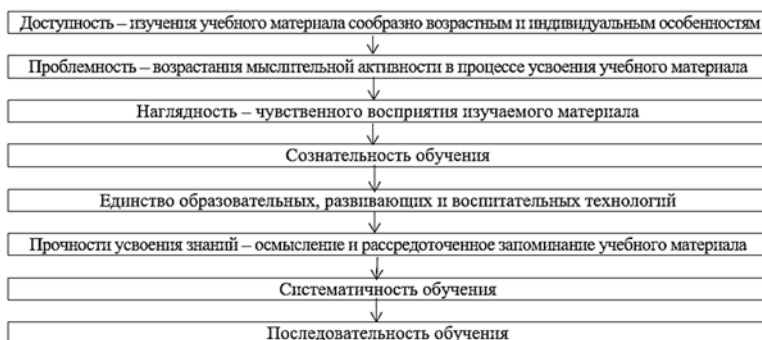 Доступность – изучения учебного материала сообразно возрастным и индивидуальным особенностям
Проблемность – возрастания мыслительной активности в процессе усвоения учебного материала
Наглядность – чувственного восприятия изучаемого материала
Сознательность обучения
Единство образовательных, развивающих и воспитательных технологий
Прочности усвоения знаний – осмысление и рассредоточенное запоминание учебного материала
Систематичность обучения
Последовательность обучения